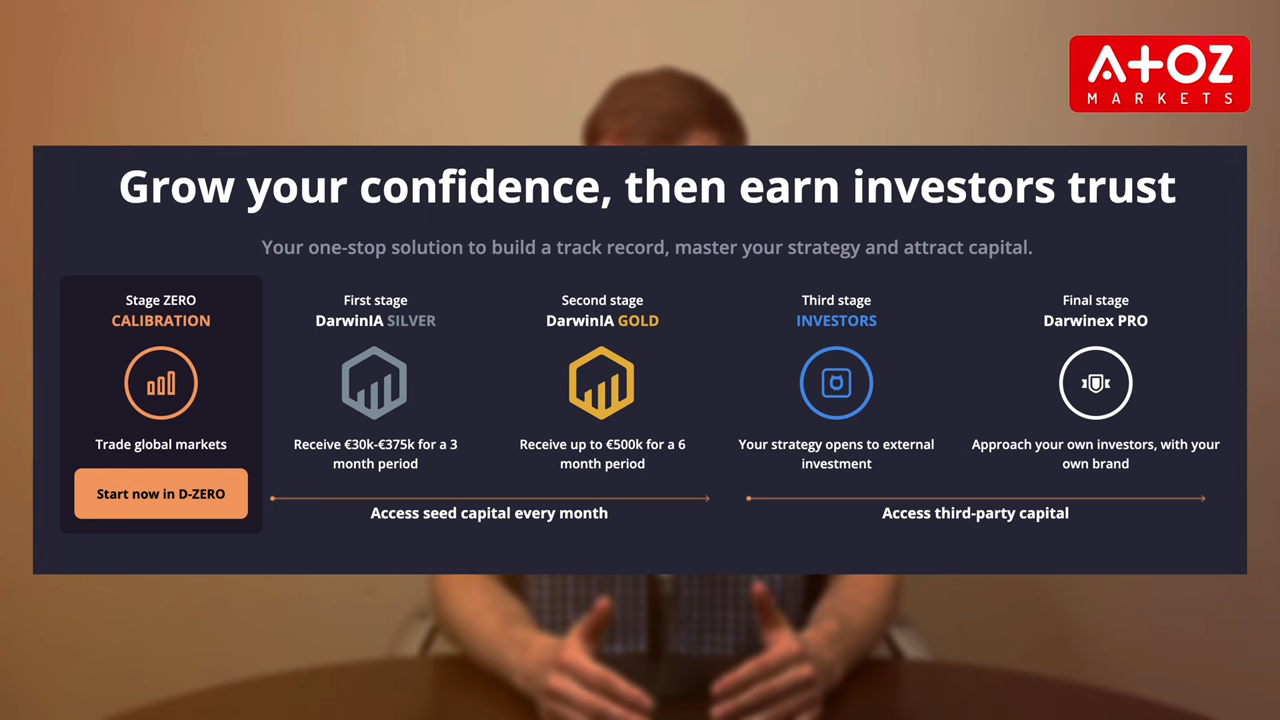 A+OZ
MARKETS
Grow your confidence, then earn investors trust
Your one-stop solution to build a track record, master your strategy and attract capital.
Stage ZERO
CALIBRATION
Trade global markets
Start now in D-ZERO
First stage
DarwinIA SILVER
Receive €30k-€375k for a 3
month period
Second stage
DarwinIA GOLD
Receive up to €500k for a 6
month period
Access seed capital every month
Third stage
INVESTORS
Your strategy opens to external
investment
Final stage
Darwinex PRO
Approach your own investors, with your
own brand
Access third-party capital